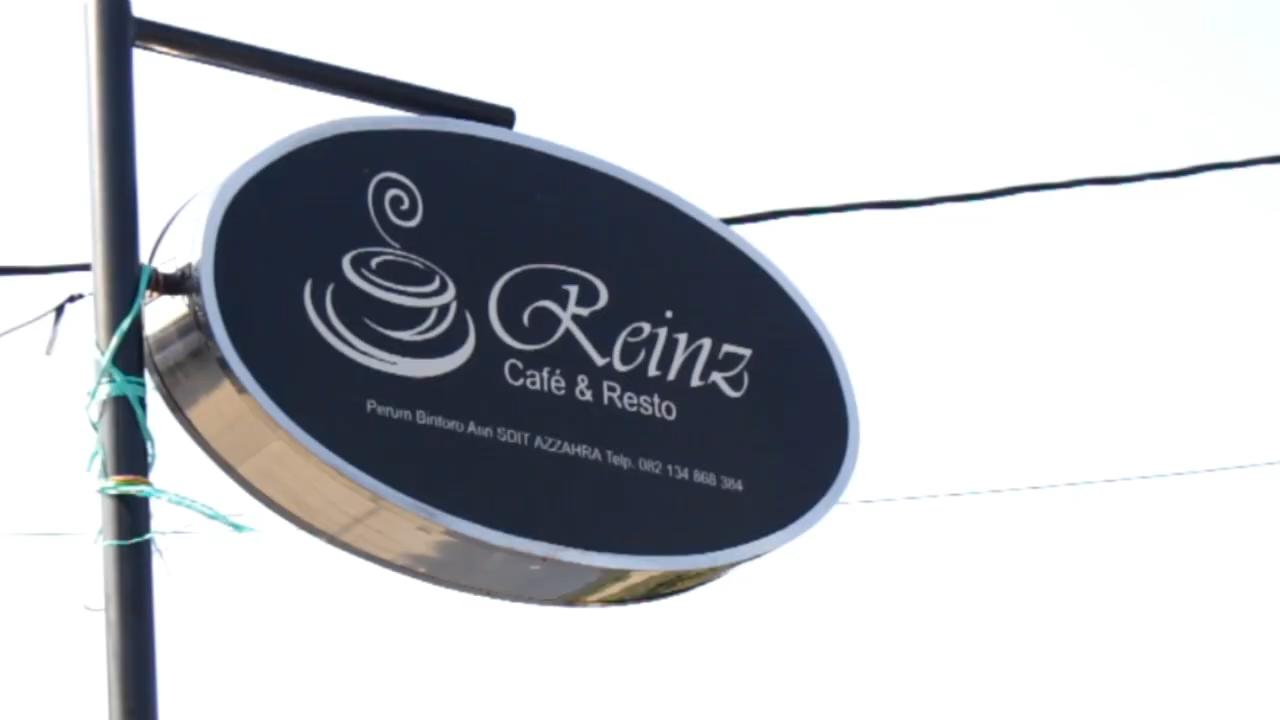 Reinz
Café & Resto
Perum Bintoro Asri SDIT AZZAHRA Telp. 082 134 868 384